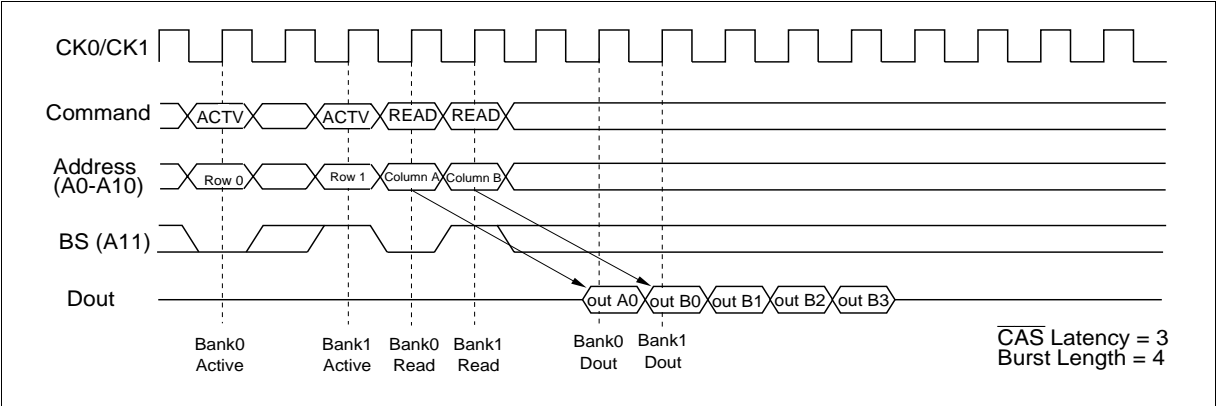 CK0/CK1
Command
ACTV
ACTV
READ
READ
Address
(A0-A10)
Row 0
Row 1
Column A
Column B
BS (A11)
Dout
out A0
out B0
out B1
out B2
out B3
Bank0
Active
Bank1
Active
Bank0
Read
Bank1
Read
Bank0
Dout
Bank1
Dout
CAS Latency = 3
Burst Length = 4